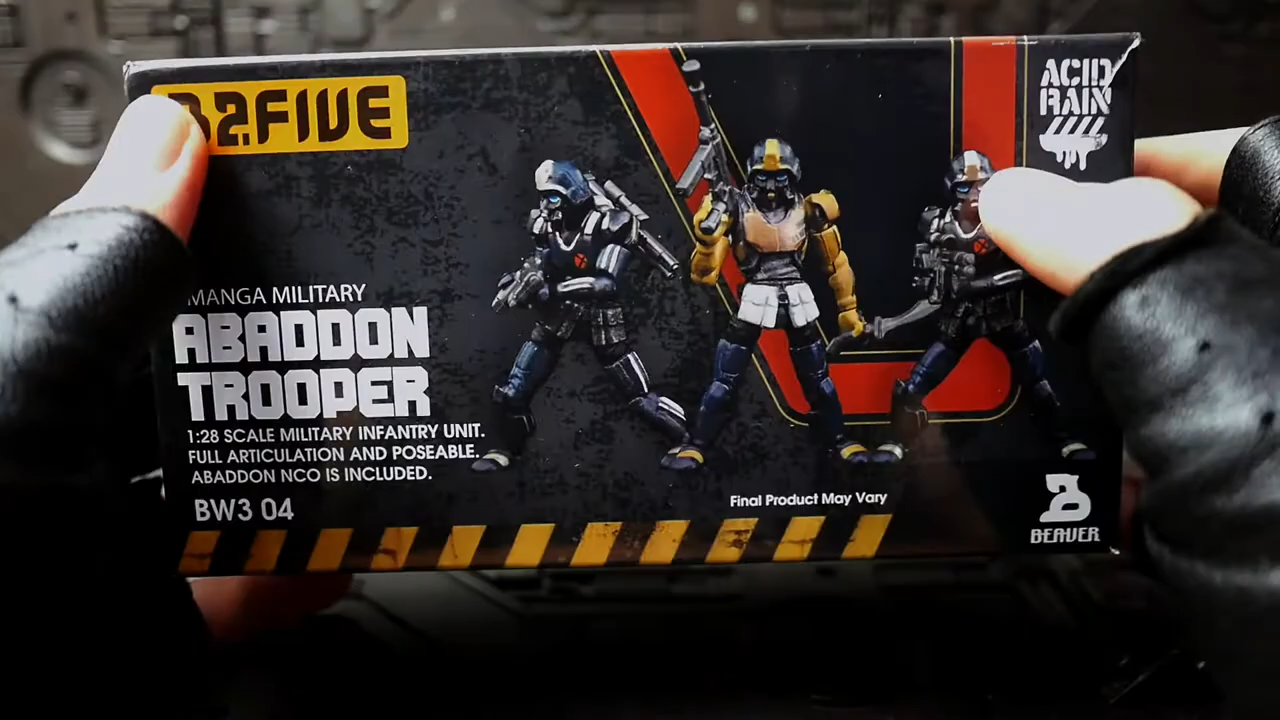 B2FIVE
ACID
RAIN
MANGA MILITARY
ABADDON
TROOPER
1:28 SCALE MILITARY INFANTRY UNIT.
FULL ARTICULATION AND POSEABLE.
ABADDON NCO IS INCLUDED.
BW3 04
Final Product May Vary
BEAVER